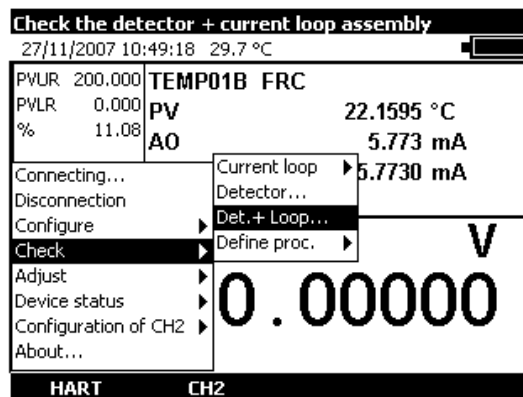 Check the detector + current loop assembly
27/11/2007 10:49:18 29.7 °C
PVUR 200.000
PVLR 0.000
% 11.08
TEMP01B FRC
PV 22.1595 °C
AO 5.773 mA
5.7730 mA
Connecting...
Disconnection
Configure
Check
Adjust
Device status
Configuration of CH2
About...
Current loop
Detector...
Det.+ Loop...
Define proc.
V
0.00000
HART CH2